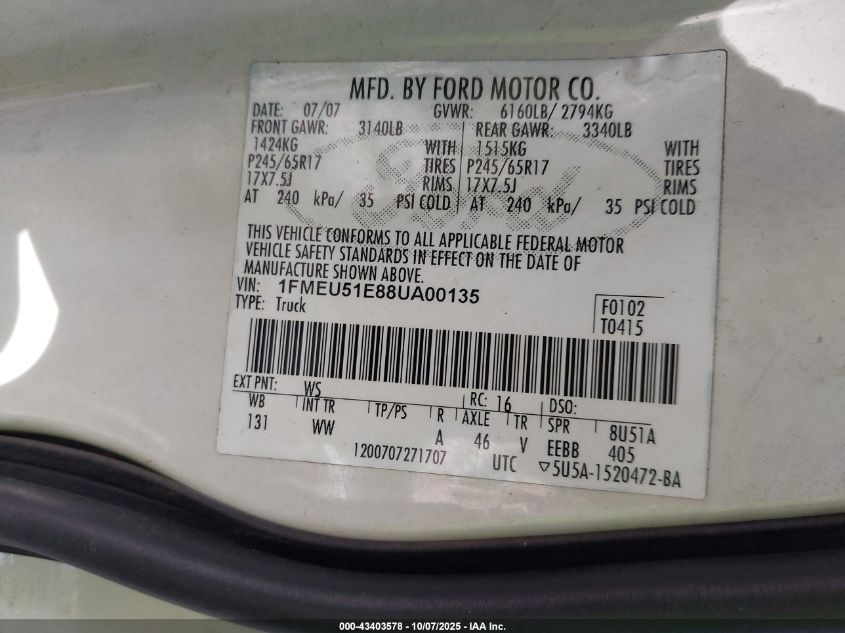 MFD. BY FORD MOTOR CO.
DATE: 07/07 GVWR: 6160LB/ 2794KG
FRONT GAWR: 3140LB REAR GAWR: 3340LB
1424KG WITH 1515KG WITH
P245/65R17 TIRES P245/65R17 TIRES
17X7.5J RIMS 17X7.5J RIMS
AT 240 kPa/ 35 PSI COLD AT 240 kPa/ 35 PSI COLD
Ford
THIS VEHICLE CONFORMS TO ALL APPLICABLE FEDERAL MOTOR
VEHICLE SAFETY STANDARDS IN EFFECT ON THE DATE OF
MANUFACTURE SHOWN ABOVE.
VIN: 1FMEU51E88UA00135
TYPE: Truck
F0102
T0415
EXT PNT: WS RC: 16 DSO:
WB INT TR TP/PS R AXLE TR SPR 8U51A
131 WW A 46 V EEBB 405
1200707271707 UTC ▽5U5A-1520472-BA
000-43403578 - 10/07/2025 - IAA Inc.